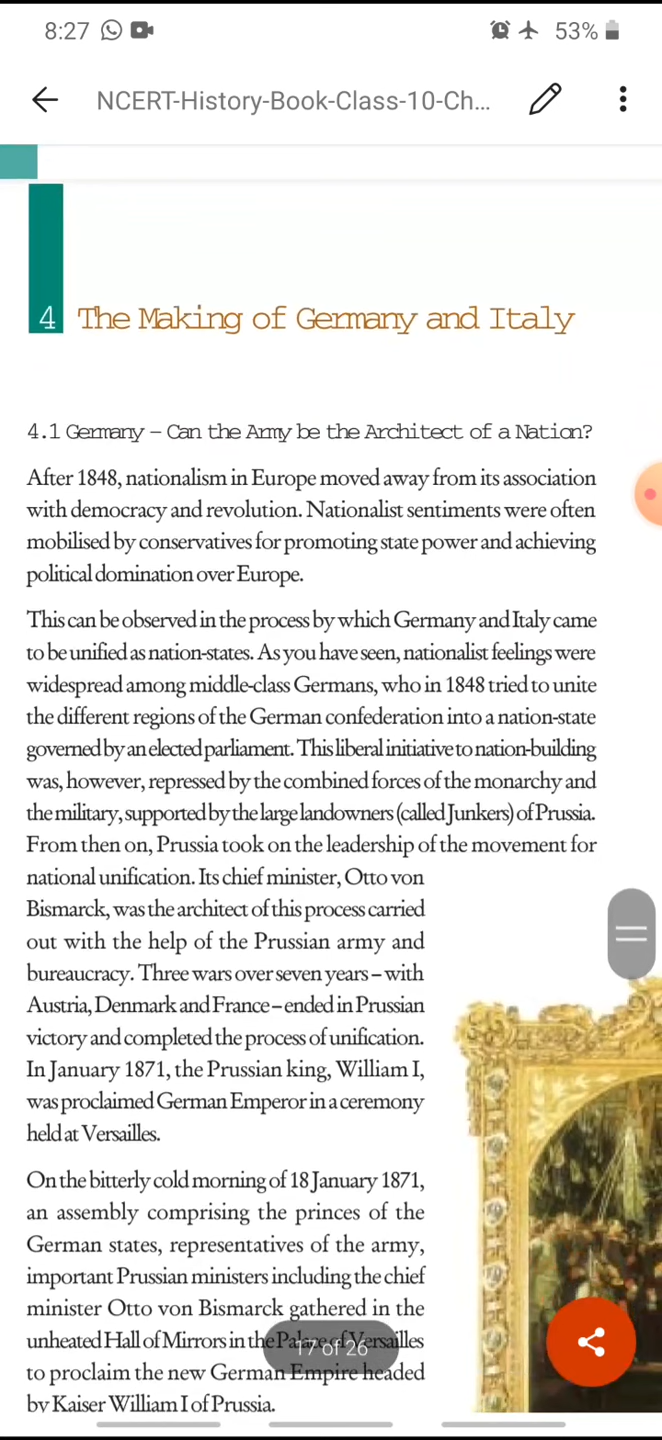 8:27
53%
NCERT-History-Book-Class-10-Ch...
4 The Making of Germany and Italy
4.1 Germany – Can the Army be the Architect of a Nation?
After 1848, nationalism in Europe moved away from its association
with democracy and revolution. Nationalist sentiments were often
mobilised by conservatives for promoting state power and achieving
political domination over Europe.
This can be observed in the process by which Germany and Italy came
to be unified as nation-states. As you have seen, nationalist feelings were
widespread among middle-class Germans, who in 1848 tried to unite
the different regions of the German confederation into a nation-state
governed by an elected parliament. This liberal initiative to nation-building
was, however, repressed by the combined forces of the monarchy and
the military, supported by the large landowners (called Junkers) of Prussia.
From then on, Prussia took on the leadership of the movement for
national unification. Its chief minister, Otto von
Bismarck, was the architect of this process carried
out with the help of the Prussian army and
bureaucracy. Three wars over seven years – with
Austria, Denmark and France – ended in Prussian
victory and completed the process of unification.
In January 1871, the Prussian king, William I,
was proclaimed German Emperor in a ceremony
held at Versailles.
On the bitterly cold morning of 18 January 1871,
an assembly comprising the princes of the
German states, representatives of the army,
important Prussian ministers including the chief
minister Otto von Bismarck gathered in the
unheated Hall of Mirrors in the Palace of Versailles
17 of 26
to proclaim the new German Empire headed
by Kaiser William I of Prussia.